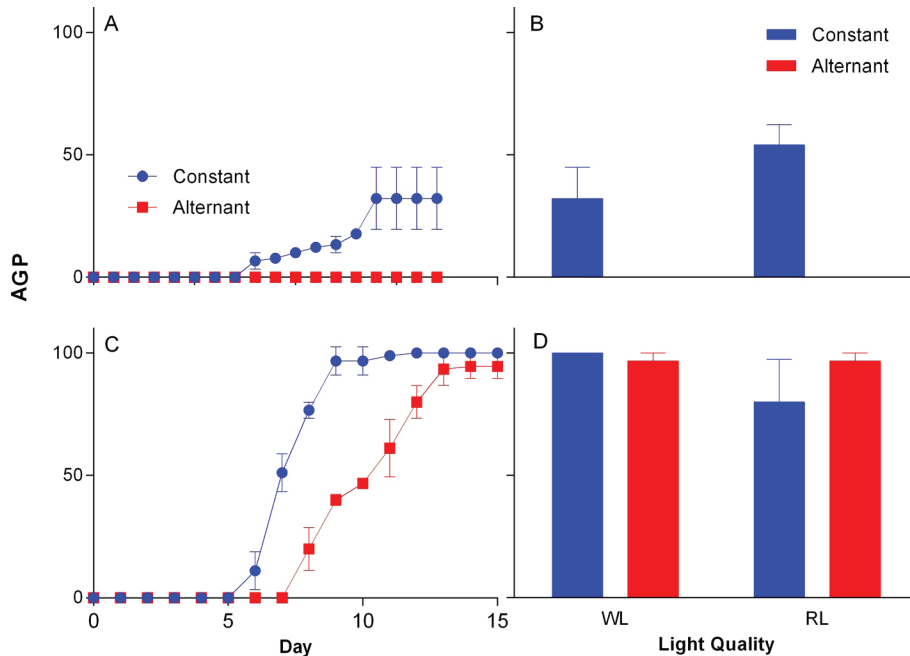 A
B
100
50
0
Constant
Alternant
Constant
Alternant
AGP
C
D
100
50
0
0
5
10
15
Day
WL
RL
Light Quality